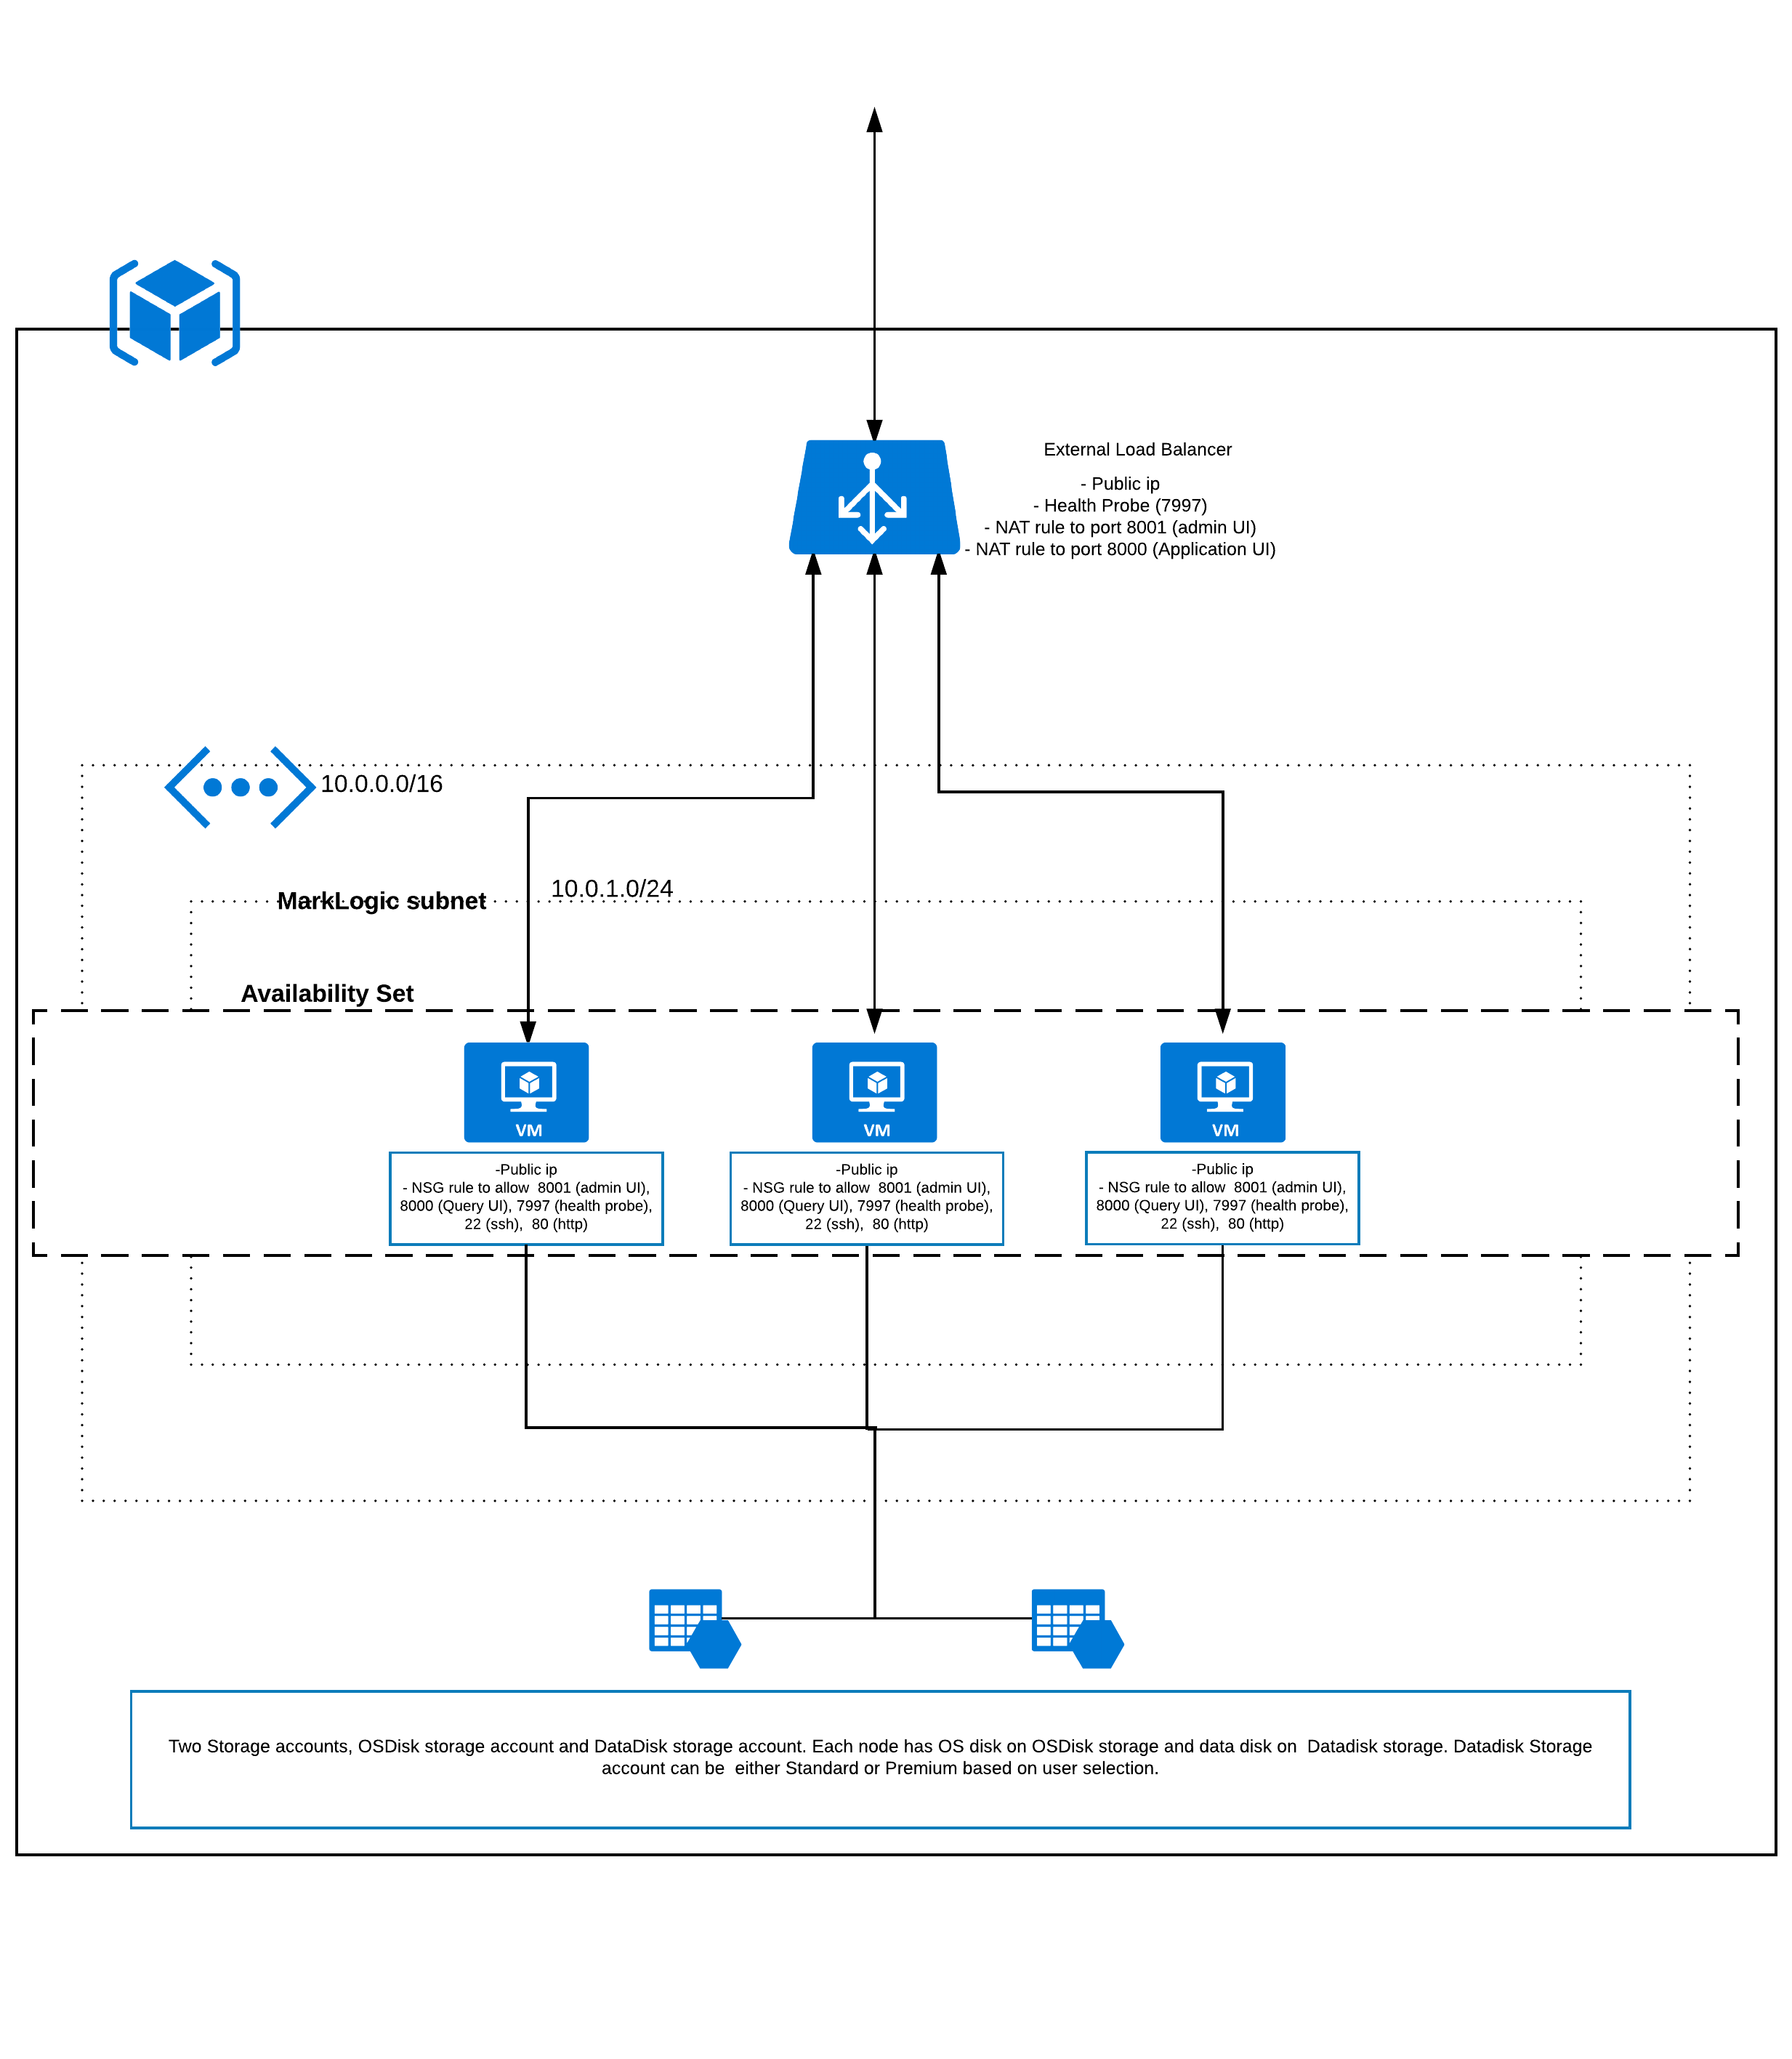 External Load Balancer
- Public ip
- Health Probe (7997)
- NAT rule to port 8001 (admin UI)
- NAT rule to port 8000 (Application UI)
10.0.0.0/16
10.0.1.0/24
MarkLogic subnet
Availability Set
VM
VM
VM
-Public ip
- NSG rule to allow  8001 (admin UI),
8000 (Query UI), 7997 (health probe),
22 (ssh),  80 (http)
-Public ip
- NSG rule to allow  8001 (admin UI),
8000 (Query UI), 7997 (health probe),
22 (ssh),  80 (http)
-Public ip
- NSG rule to allow  8001 (admin UI),
8000 (Query UI), 7997 (health probe),
22 (ssh),  80 (http)
Two Storage accounts, OSDisk storage account and DataDisk storage account. Each node has OS disk on OSDisk storage and data disk on  Datadisk storage. Datadisk Storage
account can be  either Standard or Premium based on user selection.